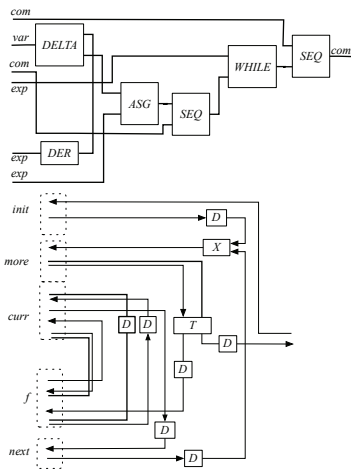 com
var DELTA
com
exp
WHILE SEQ com
ASG SEQ
exp DER
exp
init D
X
more
curr D D T D
D
f
D
next D